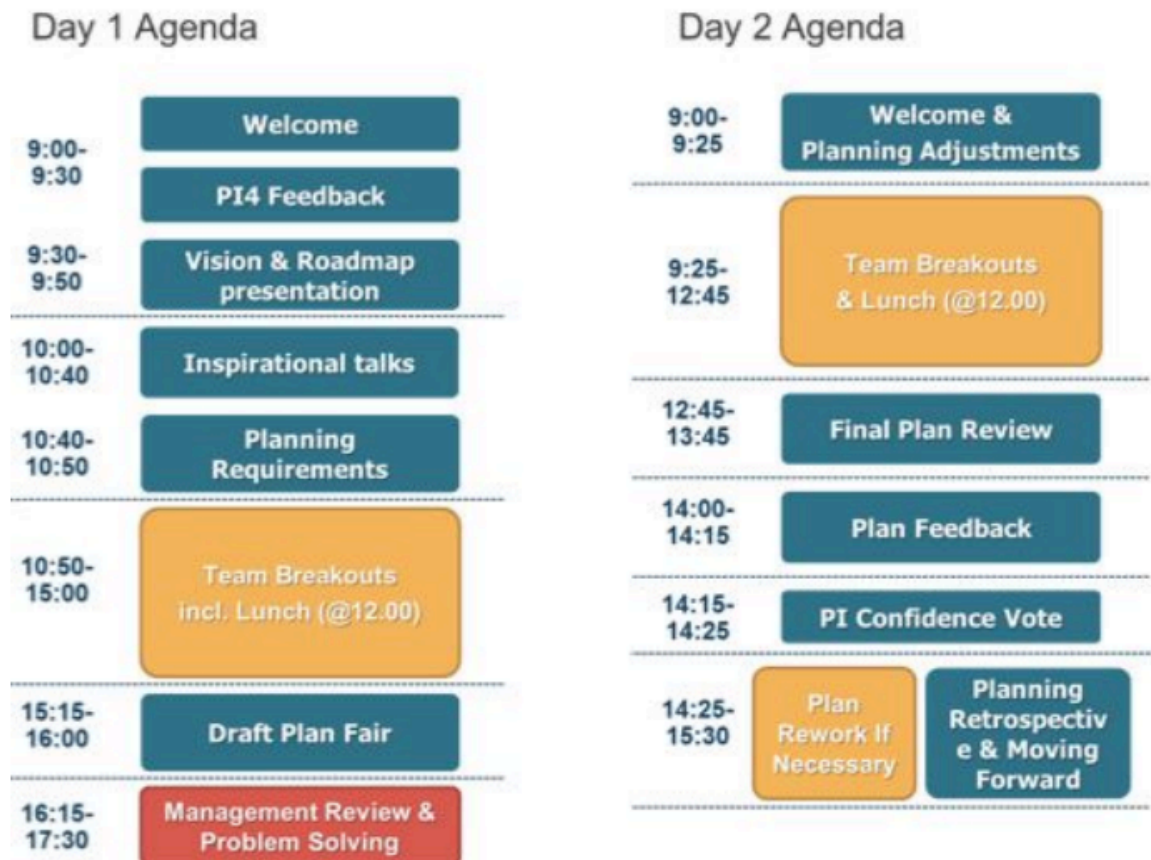 Day 1 Agenda
9:00-
9:30
Welcome
PI4 Feedback
9:30-
9:50
Vision & Roadmap
presentation
10:00-
10:40
Inspirational talks
10:40-
10:50
Planning
Requirements
10:50-
15:00
Team Breakouts
incl. Lunch (@12.00)
15:15-
16:00
Draft Plan Fair
16:15-
17:30
Management Review &
Problem Solving
Day 2 Agenda
9:00-
9:25
Welcome &
Planning Adjustments
9:25-
12:45
Team Breakouts
& Lunch (@12.00)
12:45-
13:45
Final Plan Review
14:00-
14:15
Plan Feedback
14:15-
14:25
PI Confidence Vote
14:25-
15:30
Plan
Rework If
Necessary
Planning
Retrospectiv
e & Moving
Forward